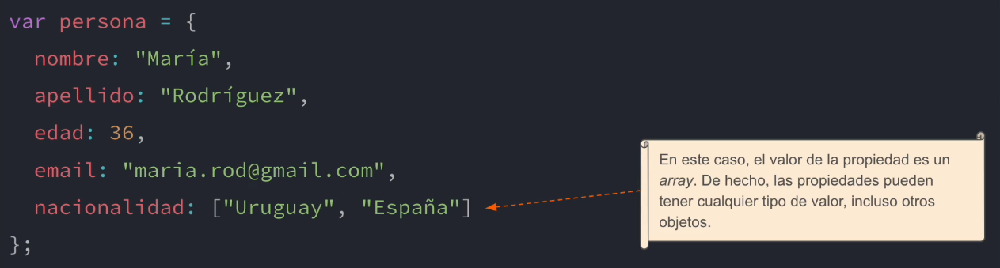 var persona = {
nombre: "María",
apellido: "Rodríguez",
edad: 36,
email: "maria.rod@gmail.com",
nacionalidad: ["Uruguay", "España"]
};
En este caso, el valor de la propiedad es un
array. De hecho, las propiedades pueden
tener cualquier tipo de valor, incluso otros
objetos.